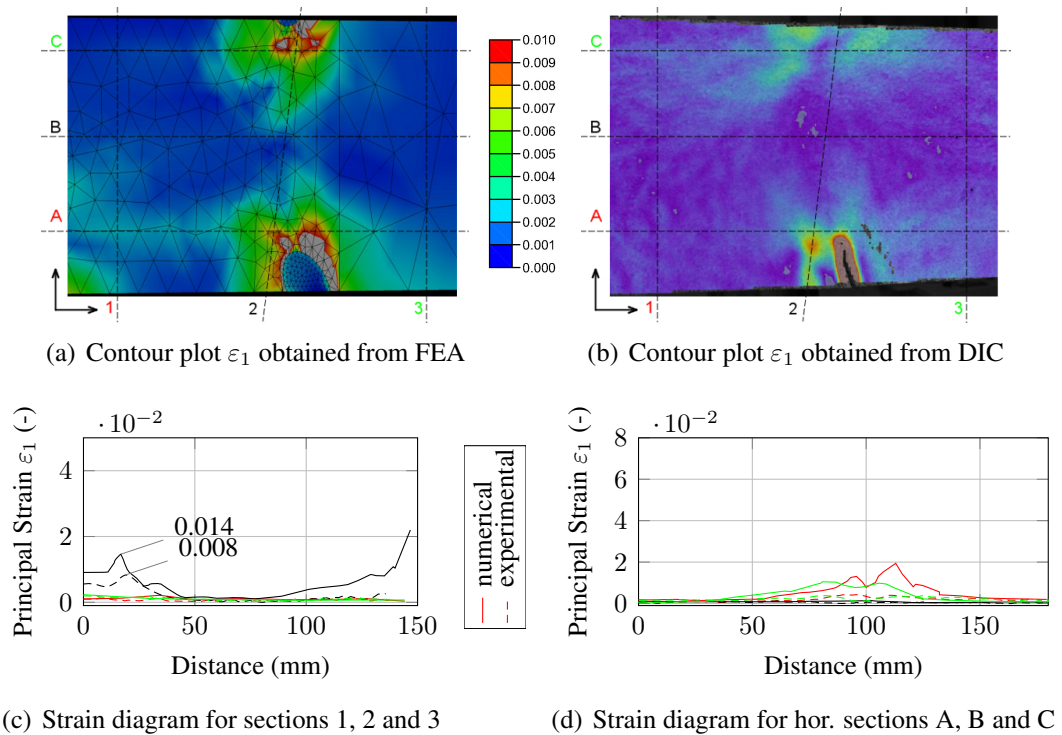 C
B
A
1
2
3
0.010
0.009
0.008
0.007
0.006
0.005
0.004
0.003
0.002
0.001
0.000
C
B
A
1
2
3
(a) Contour plot ε₁ obtained from FEA
(b) Contour plot ε₁ obtained from DIC
Principal Strain ε₁ (-)
· 10⁻²
4
2
0
0.014
0.008
0
50
100
150
Distance (mm)
numerical
experimental
Principal Strain ε₁ (-)
· 10⁻²
8
6
4
2
0
0
50
100
150
Distance (mm)
(c) Strain diagram for sections 1, 2 and 3
(d) Strain diagram for hor. sections A, B and C